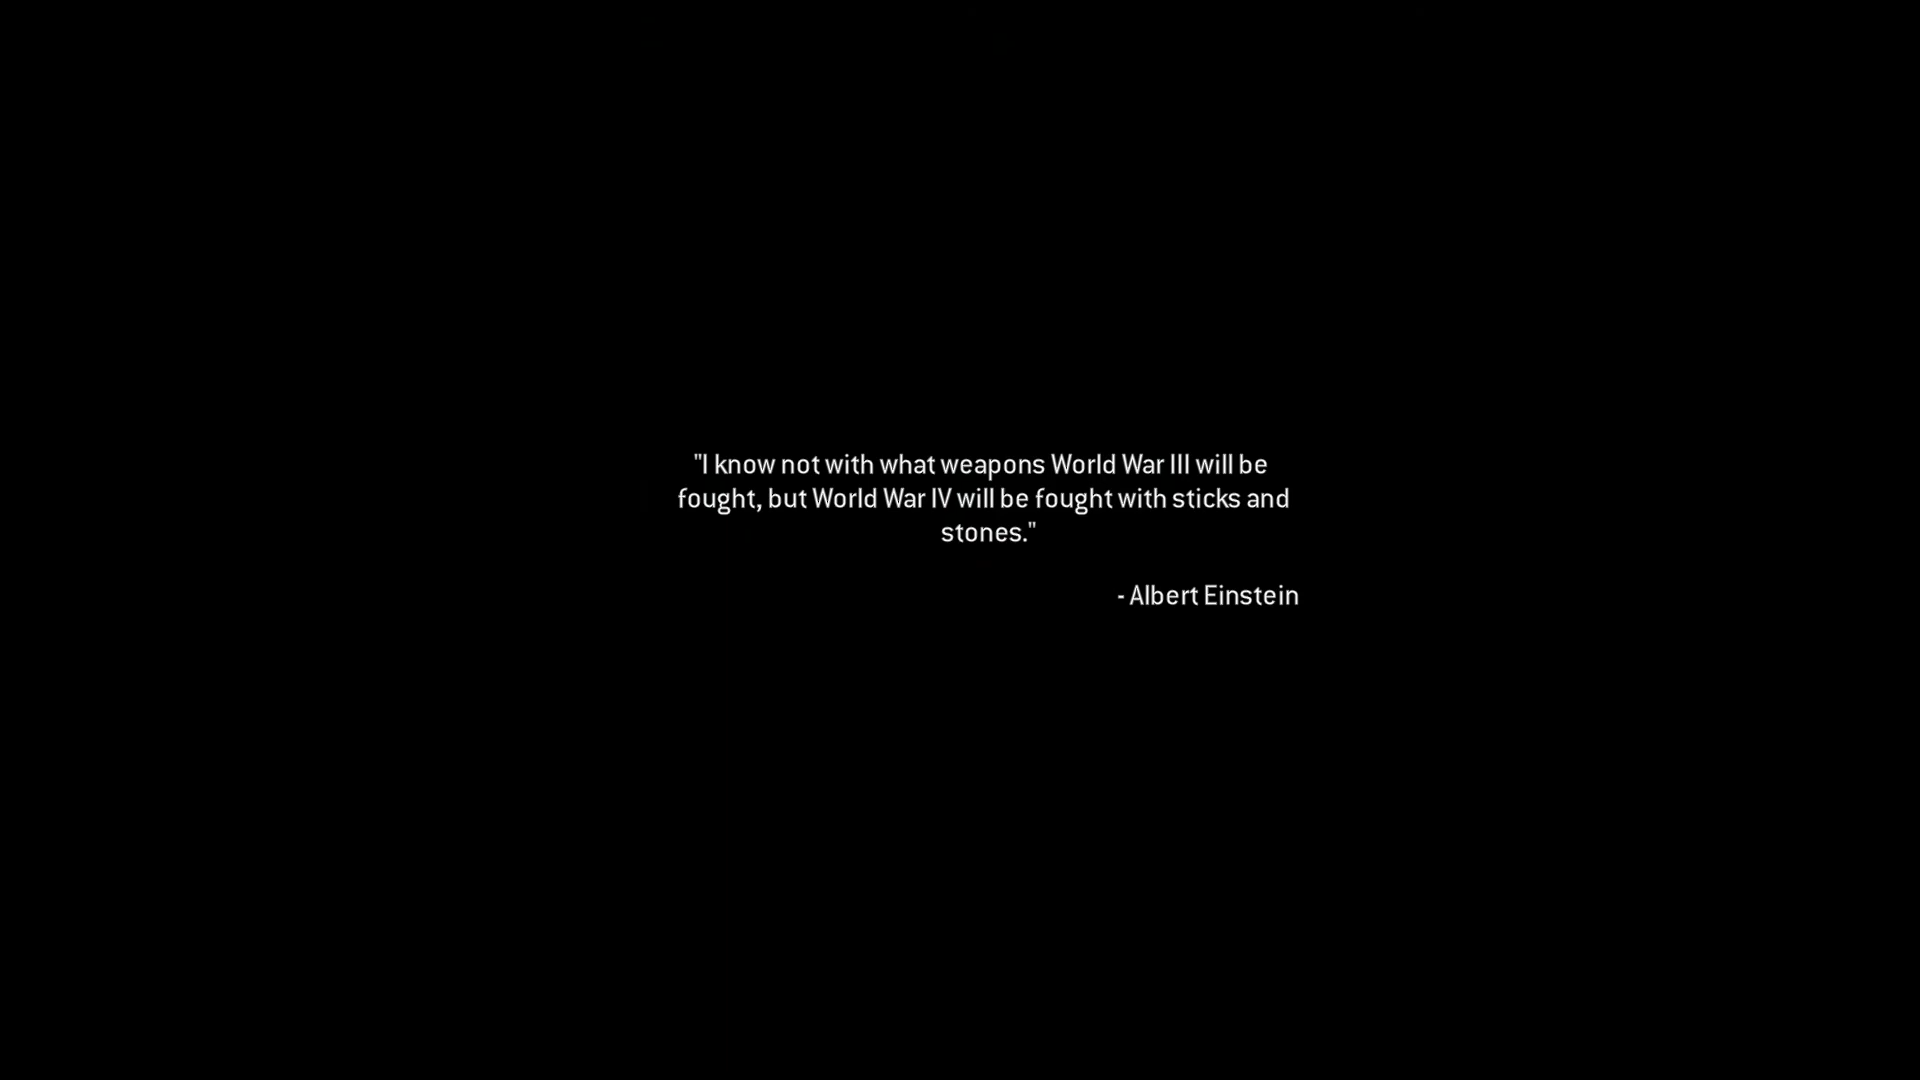 "I know not with what weapons World War III will be
fought, but World War IV will be fought with sticks and
stones."
- Albert Einstein